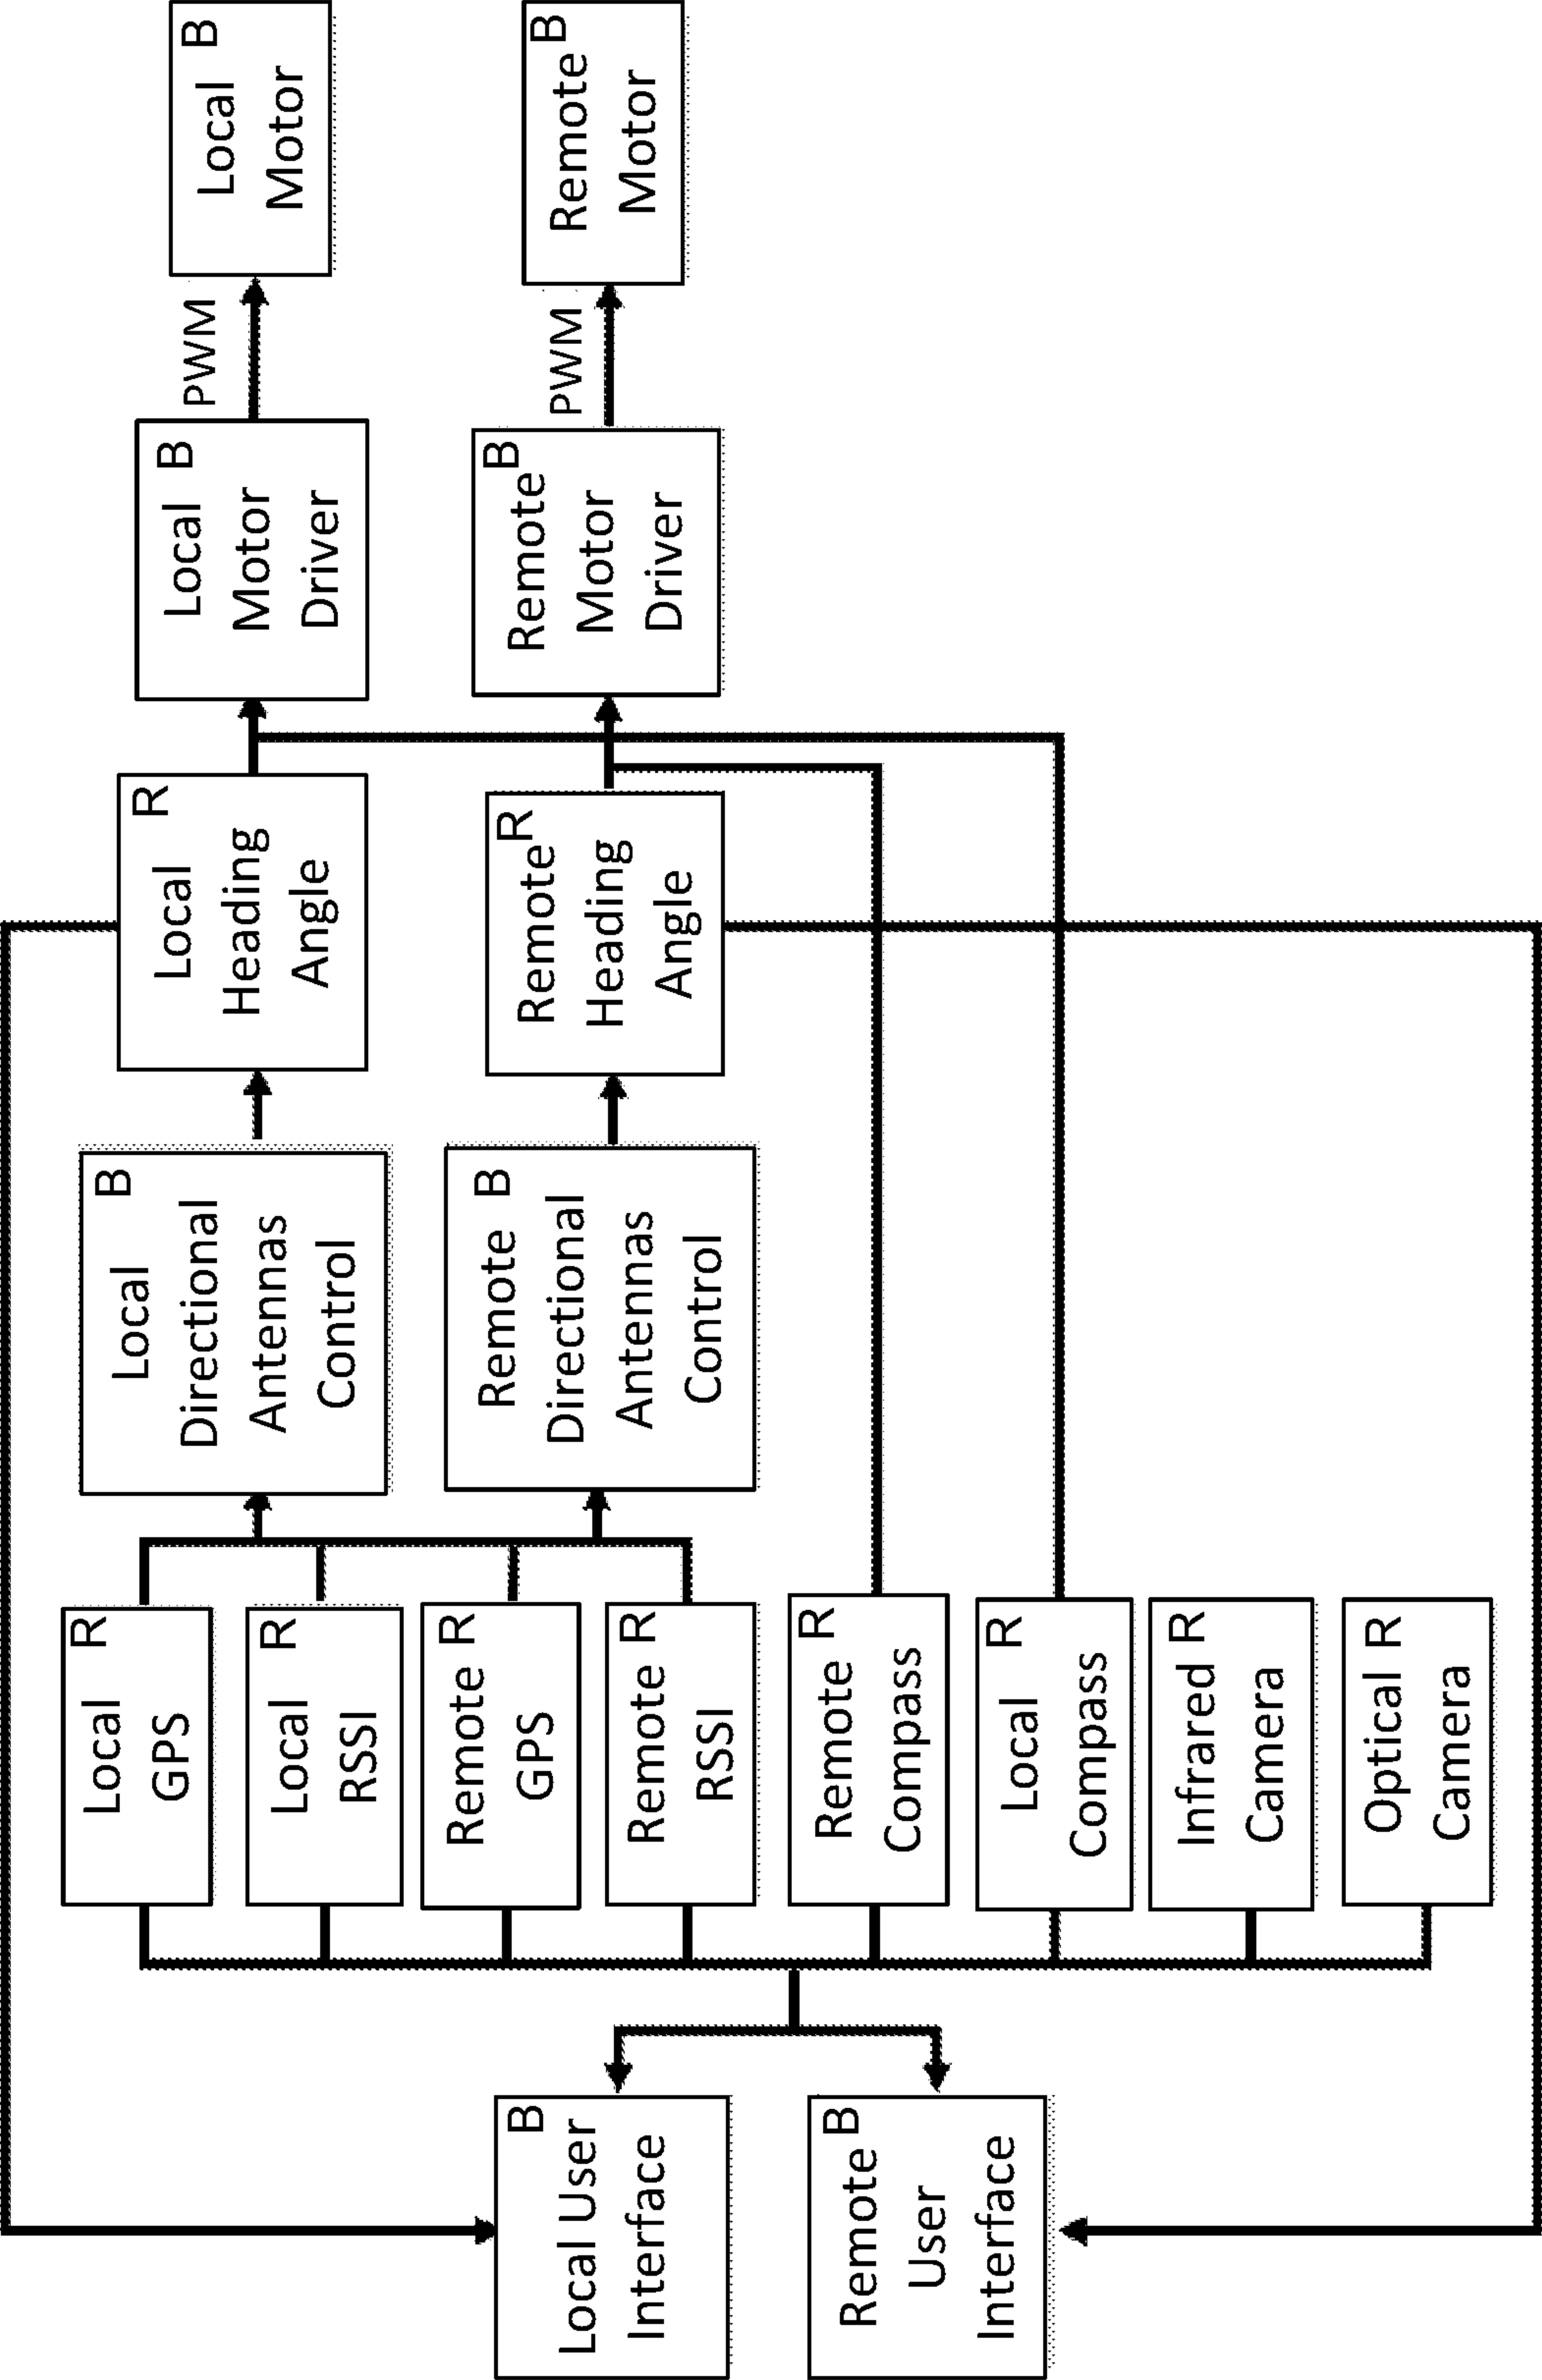 Local User B
Interface
Remote B
User
Interface
Local R
GPS
Local R
RSSI
Remote R
GPS
Remote R
RSSI
Remote R
Compass
Local R
Compass
Infrared R
Camera
Optical R
Camera
Local B
Directional
Antennas
Control
Remote B
Directional
Antennas
Control
Local R
Heading
Angle
Remote R
Heading
Angle
Local B
Motor
Driver
Remote B
Motor
Driver
PWM
PWM
Local B
Motor
Remote B
Motor